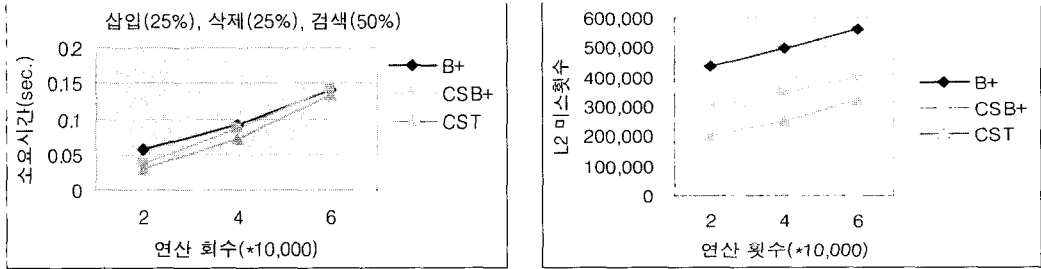 삽입(25%), 삭제(25%), 검색(50%)
소요시간(sec.)
0.2
0.15
0.1
0.05
0
2 4 6
연산 회수(*10,000)
B+
CSB+
CST
L2 미스횟수
600,000
500,000
400,000
300,000
200,000
100,000
0
2 4 6
연산 횟수(*10,000)
B+
CSB+
CST